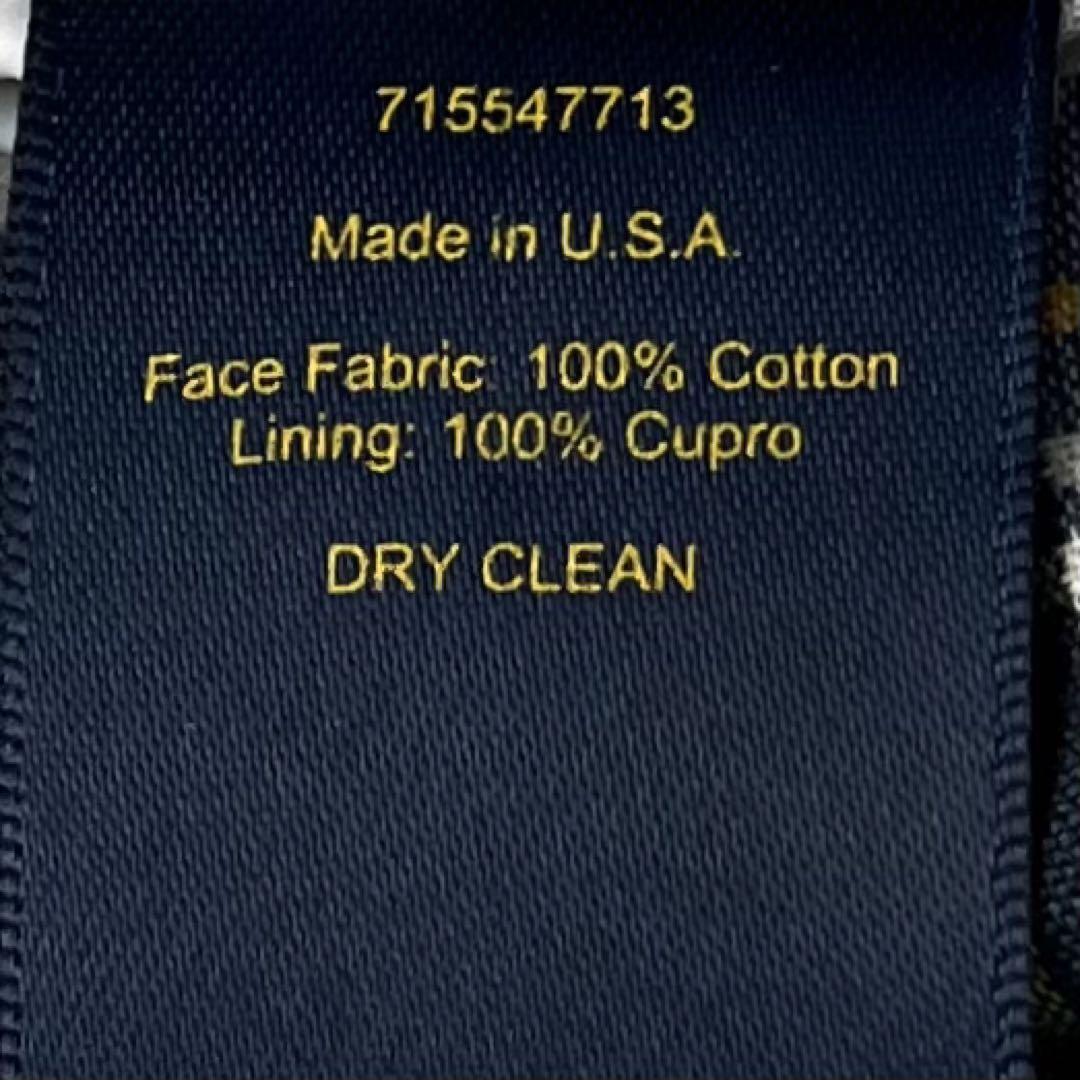 715547713
Made in U.S.A.
Face Fabric: 100% Cotton
Lining: 100% Cupro
DRY CLEAN